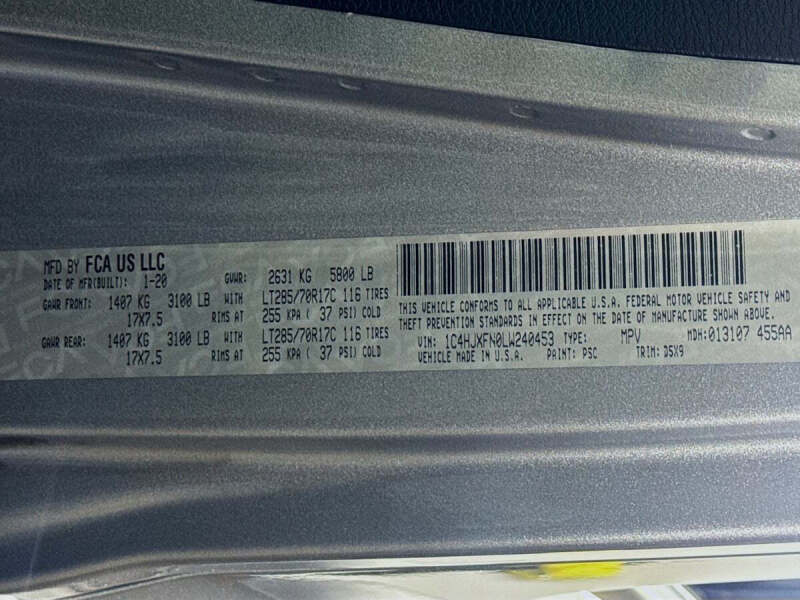 MFD BY FCA US LLC
DATE OF MFR(BUILT): 1-20 GVWR: 2631 KG 5800 LB
GAWR FRONT: 1407 KG 3100 LB WITH LT285/70R17C 116 TIRES
17X7.5 RIMS AT 255 KPA ( 37 PSI) COLD
GAWR REAR: 1407 KG 3100 LB WITH LT285/70R17C 116 TIRES
17X7.5 RIMS AT 255 KPA ( 37 PSI) COLD
THIS VEHICLE CONFORMS TO ALL APPLICABLE U.S.A. FEDERAL MOTOR VEHICLE SAFETY AND
THEFT PREVENTION STANDARDS IN EFFECT ON THE DATE OF MANUFACTURE SHOWN ABOVE.
VIN: 1C4HJXFN0LW240453 TYPE: MPV MDH: 013107 455AA
VEHICLE MADE IN U.S.A. PAINT: PSC TRIM: D5X9